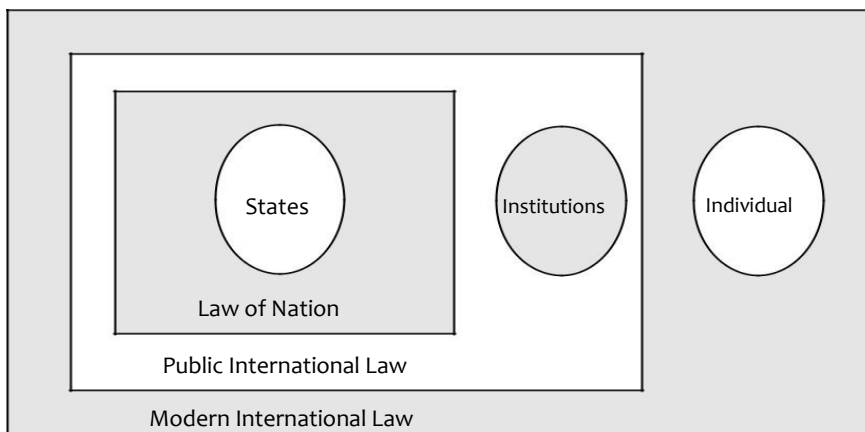 States
Institutions
Individual
Law of Nation
Public International Law
Modern International Law